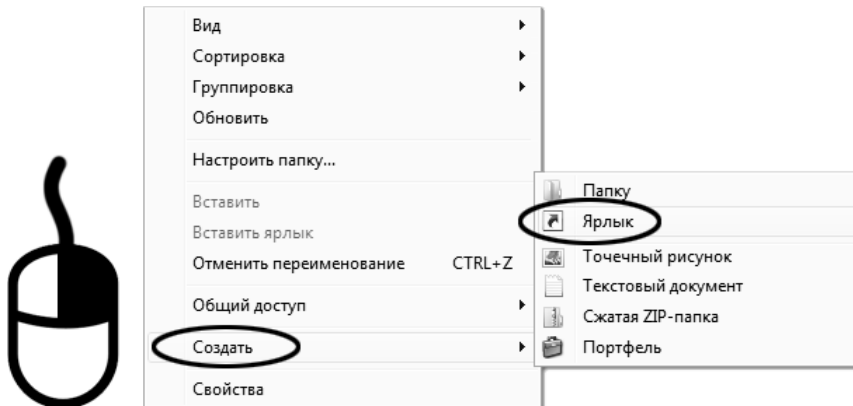 Вид
Сортировка
Группировка
Обновить
Настроить папку...
Вставить
Вставить ярлык
Отменить переименование CTRL+Z
Общий доступ
Создать
Свойства
Папку
Ярлык
Точечный рисунок
Текстовый документ
Сжатая ZIP-папка
Портфель